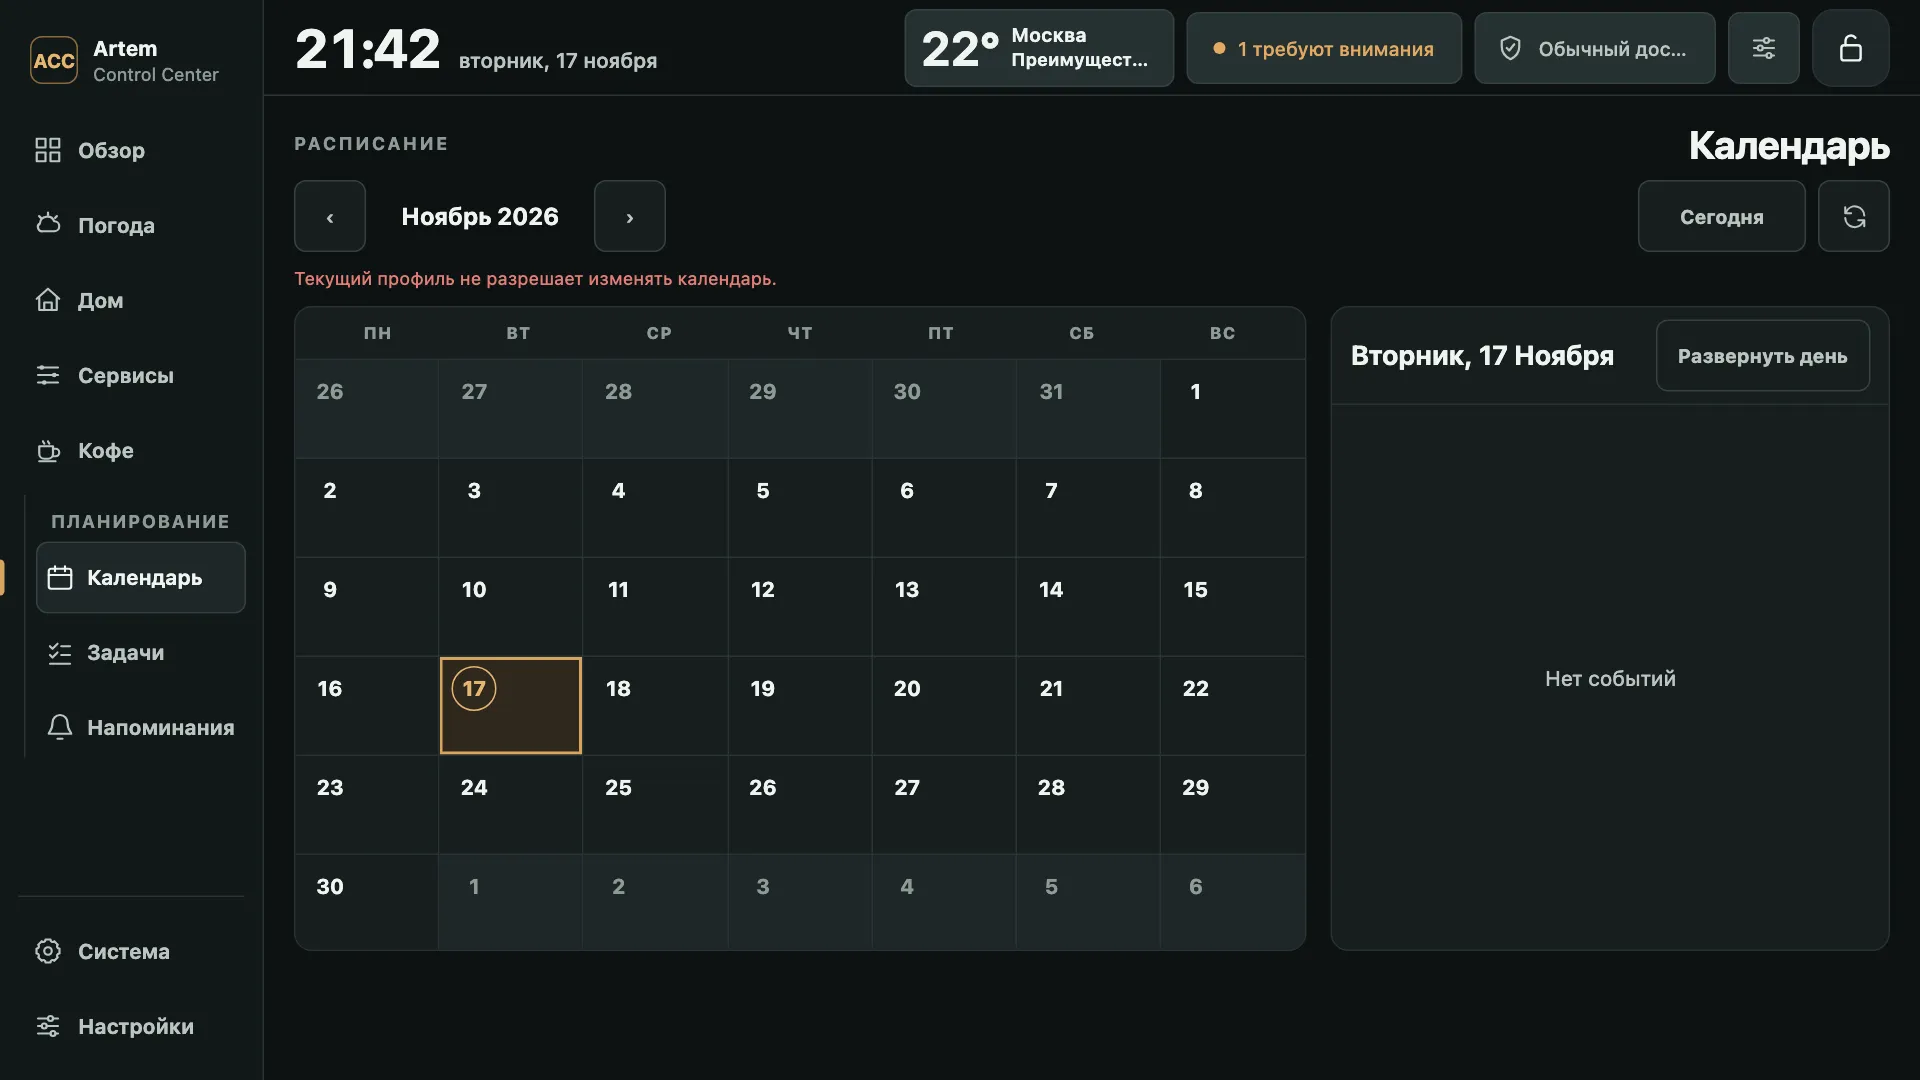 ACC
Artem
Control Center
Обзор
Погода
Дом
Сервисы
Кофе
ПЛАНИРОВАНИЕ
Календарь
Задачи
Напоминания
Система
Настройки
21:42 вторник, 17 ноября
22° Москва
Преимущест...
1 требуют внимания
Обычный дос...
РАСПИСАНИЕ
Календарь
‹ Ноябрь 2026 ›
Сегодня
Текущий профиль не разрешает изменять календарь.
ПН ВТ СР ЧТ ПТ СБ ВС
26 27 28 29 30 31 1
2 3 4 5 6 7 8
9 10 11 12 13 14 15
16 17 18 19 20 21 22
23 24 25 26 27 28 29
30 1 2 3 4 5 6
Вторник, 17 Ноября
Развернуть день
Нет событий